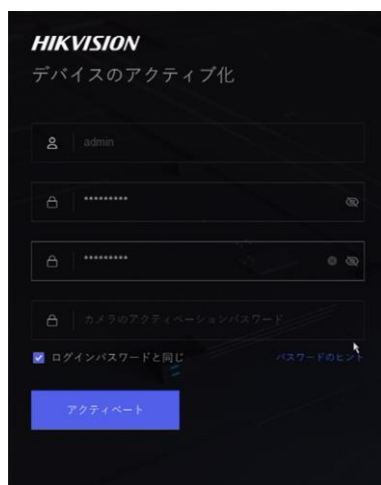 HIKVISION
デバイスのアクティブ化
admin
*********
*********
カメラのアクティベーションパスワード
ログインパスワードと同じ
パスワードのヒント
アクティベート